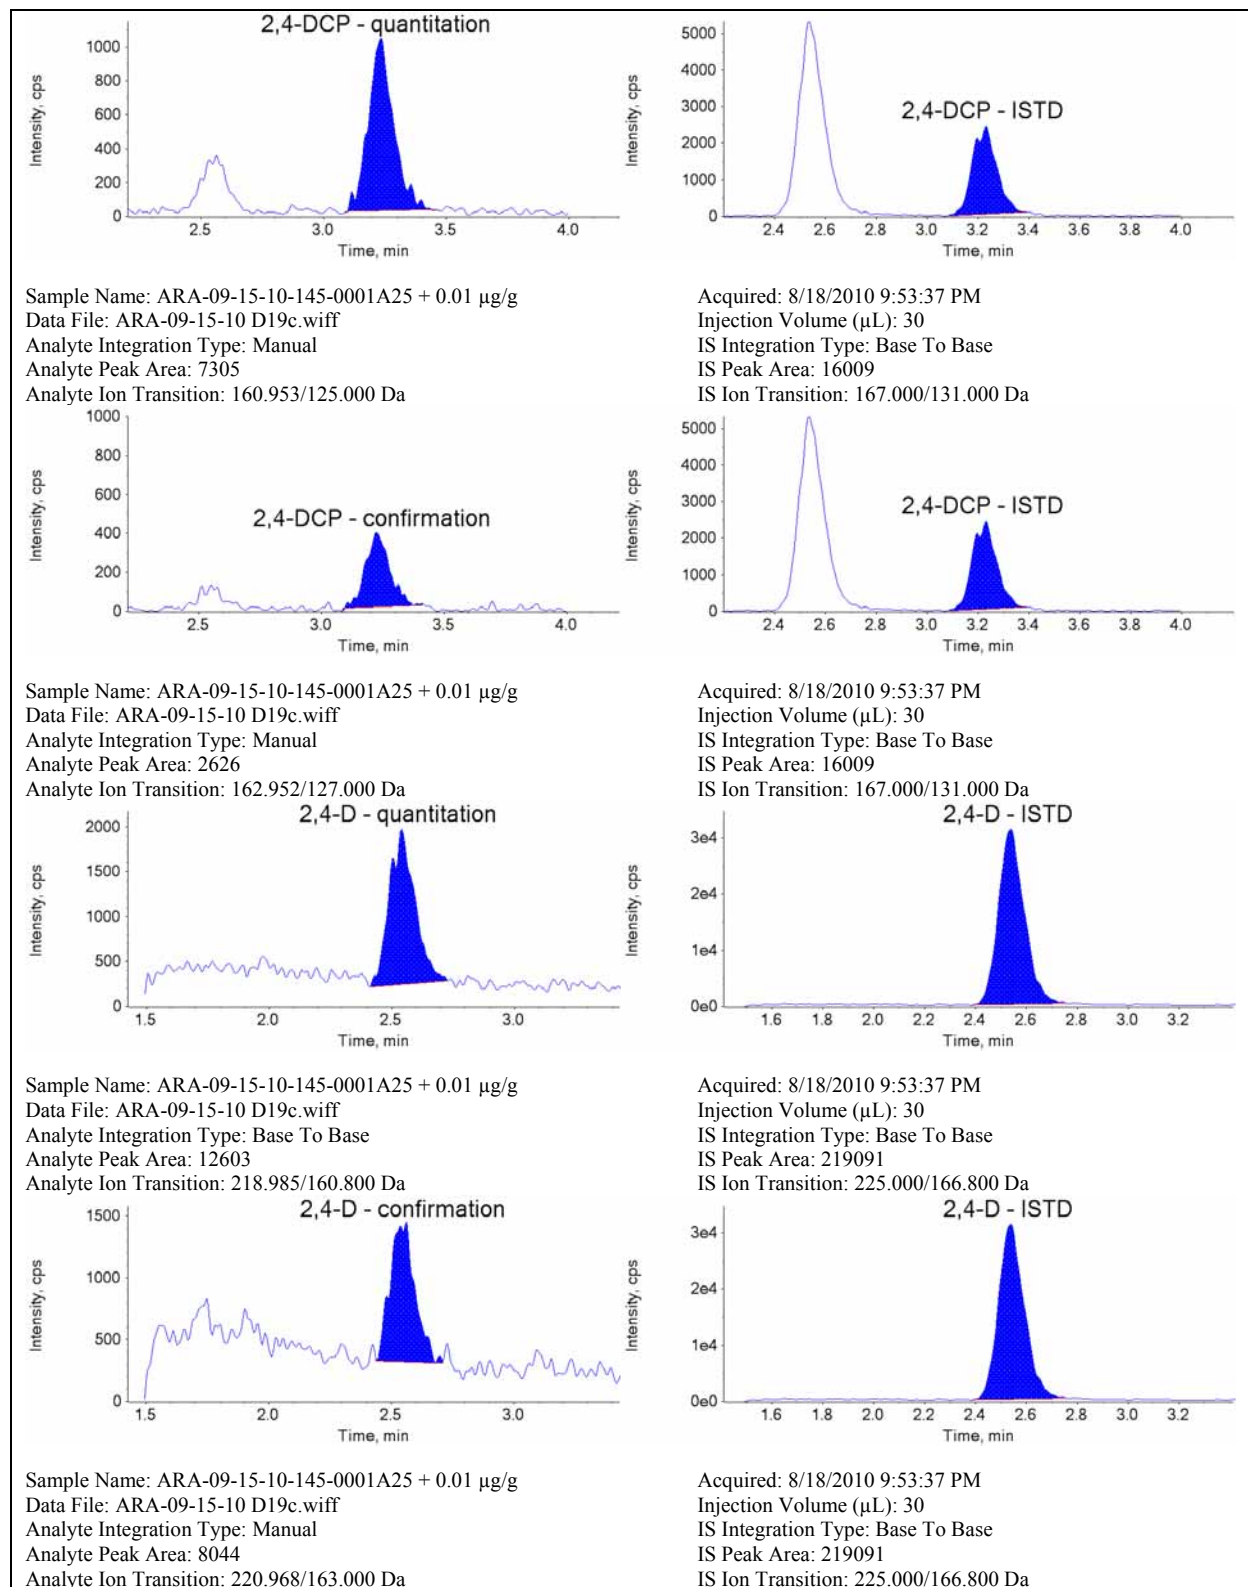 2,4-DCP - quantitation
Intensity, cps
1000
800
600
400
200
0
2.5 3.0 3.5 4.0
Time, min
2,4-DCP - ISTD
Intensity, cps
5000
4000
3000
2000
1000
0
2.4 2.6 2.8 3.0 3.2 3.4 3.6 3.8 4.0
Time, min
Sample Name: ARA-09-15-10-145-0001A25 + 0.01 µg/g
Data File: ARA-09-15-10 D19c.wiff
Analyte Integration Type: Manual
Analyte Peak Area: 7305
Analyte Ion Transition: 160.953/125.000 Da
Acquired: 8/18/2010 9:53:37 PM
Injection Volume (µL): 30
IS Integration Type: Base To Base
IS Peak Area: 16009
IS Ion Transition: 167.000/131.000 Da
2,4-DCP - confirmation
Intensity, cps
1000
800
600
400
200
0
2.5 3.0 3.5 4.0
Time, min
2,4-DCP - ISTD
Intensity, cps
5000
4000
3000
2000
1000
0
2.4 2.6 2.8 3.0 3.2 3.4 3.6 3.8 4.0
Time, min
Sample Name: ARA-09-15-10-145-0001A25 + 0.01 µg/g
Data File: ARA-09-15-10 D19c.wiff
Analyte Integration Type: Manual
Analyte Peak Area: 2626
Analyte Ion Transition: 162.952/127.000 Da
Acquired: 8/18/2010 9:53:37 PM
Injection Volume (µL): 30
IS Integration Type: Base To Base
IS Peak Area: 16009
IS Ion Transition: 167.000/131.000 Da
2,4-D - quantitation
Intensity, cps
2000
1500
1000
500
0
1.5 2.0 2.5 3.0
Time, min
2,4-D - ISTD
Intensity, cps
3e4
2e4
1e4
0e0
1.6 1.8 2.0 2.2 2.4 2.6 2.8 3.0 3.2
Time, min
Sample Name: ARA-09-15-10-145-0001A25 + 0.01 µg/g
Data File: ARA-09-15-10 D19c.wiff
Analyte Integration Type: Base To Base
Analyte Peak Area: 12603
Analyte Ion Transition: 218.985/160.800 Da
Acquired: 8/18/2010 9:53:37 PM
Injection Volume (µL): 30
IS Integration Type: Base To Base
IS Peak Area: 219091
IS Ion Transition: 225.000/166.800 Da
2,4-D - confirmation
Intensity, cps
1500
1000
500
0
1.5 2.0 2.5 3.0
Time, min
2,4-D - ISTD
Intensity, cps
3e4
2e4
1e4
0e0
1.6 1.8 2.0 2.2 2.4 2.6 2.8 3.0 3.2
Time, min
Sample Name: ARA-09-15-10-145-0001A25 + 0.01 µg/g
Data File: ARA-09-15-10 D19c.wiff
Analyte Integration Type: Manual
Analyte Peak Area: 8044
Analyte Ion Transition: 220.968/163.000 Da
Acquired: 8/18/2010 9:53:37 PM
Injection Volume (µL): 30
IS Integration Type: Base To Base
IS Peak Area: 219091
IS Ion Transition: 225.000/166.800 Da